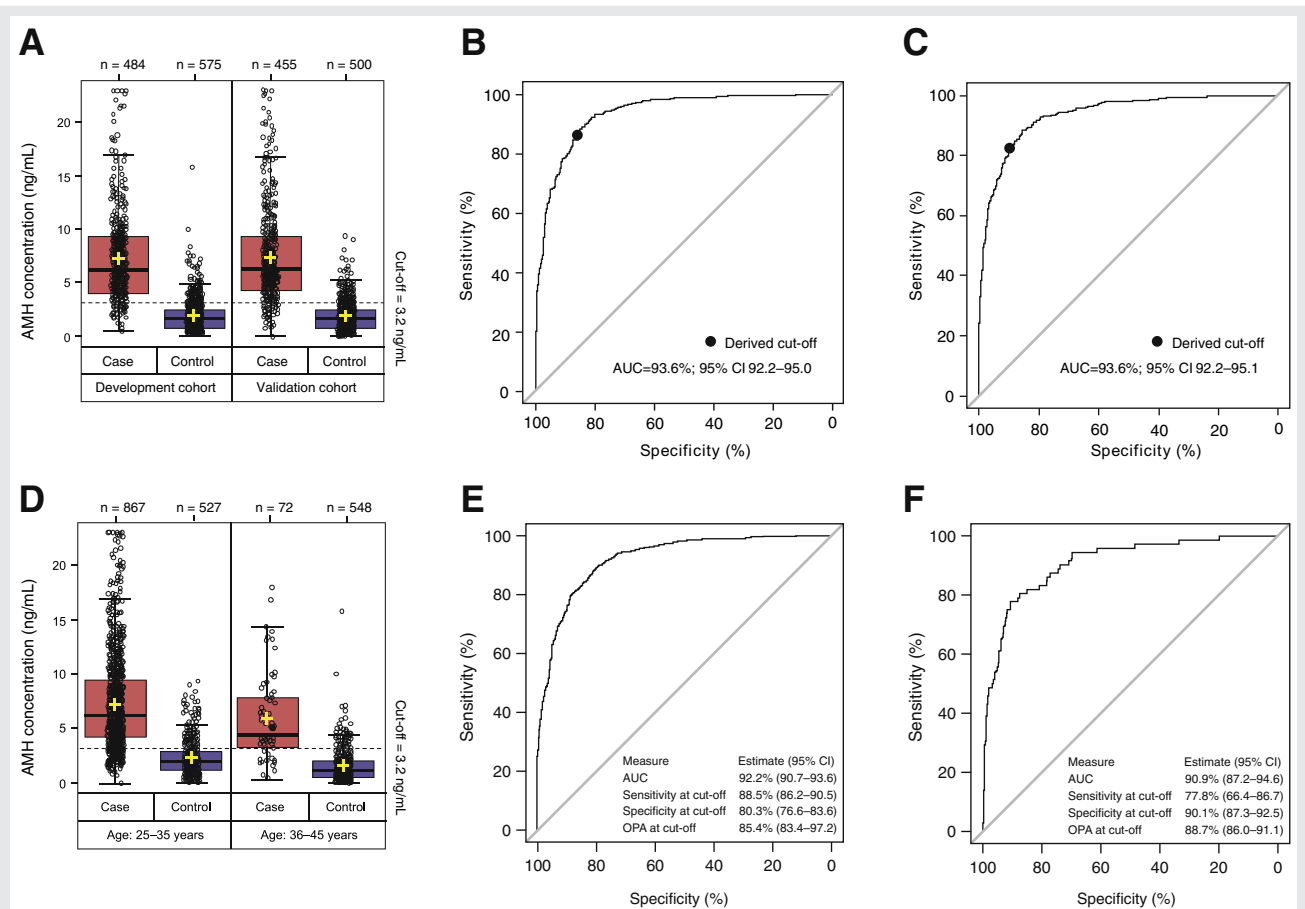 A
n = 484 n = 575 n = 455 n = 500
AMH concentration (ng/mL)
20
15
10
5
0
Cut-off = 3.2 ng/mL
Case Control Case Control
Development cohort Validation cohort
B
Sensitivity (%)
100
80
60
40
20
0
Derived cut-off
AUC=93.6%; 95% CI 92.2–95.0
100 80 60 40 20 0
Specificity (%)
C
Sensitivity (%)
100
80
60
40
20
0
Derived cut-off
AUC=93.6%; 95% CI 92.2–95.1
100 80 60 40 20 0
Specificity (%)
D
n = 867 n = 527 n = 72 n = 548
AMH concentration (ng/mL)
20
15
10
5
0
Cut-off = 3.2 ng/mL
Case Control Case Control
Age: 25–35 years Age: 36–45 years
E
Sensitivity (%)
100
80
60
40
20
0
Measure Estimate (95% CI)
AUC 92.2% (90.7–93.6)
Sensitivity at cut-off 88.5% (86.2–90.5)
Specificity at cut-off 80.3% (76.6–83.6)
OPA at cut-off 85.4% (83.4–97.2)
100 80 60 40 20 0
Specificity (%)
F
Sensitivity (%)
100
80
60
40
20
0
Measure Estimate (95% CI)
AUC 90.9% (87.2–94.6)
Sensitivity at cut-off 77.8% (66.4–86.7)
Specificity at cut-off 90.1% (87.3–92.5)
OPA at cut-off 88.7% (86.0–91.1)
100 80 60 40 20 0
Specificity (%)